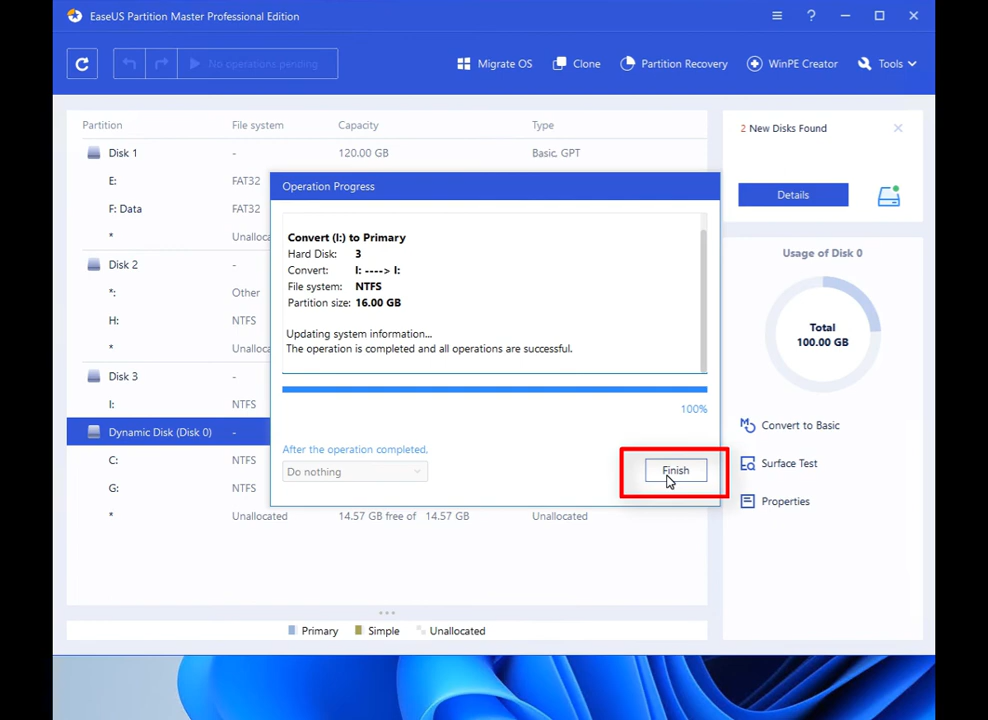 EaseUS Partition Master Professional Edition
No operations pending
Migrate OS Clone Partition Recovery WinPE Creator Tools
Partition File system Capacity Type
Disk 1 - 120.00 GB Basic, GPT
E: FAT32
F: Data FAT32
* Unalloca
Disk 2 -
*: Other
H: NTFS
* Unalloca
Disk 3 -
I: NTFS
Dynamic Disk (Disk 0) -
C: NTFS
G: NTFS
* Unallocated 14.57 GB free of 14.57 GB Unallocated
Primary Simple Unallocated
Operation Progress
Convert (I:) to Primary
Hard Disk: 3
Convert: I: ----> I:
File system: NTFS
Partition size: 16.00 GB
Updating system information...
The operation is completed and all operations are successful.
100%
After the operation completed,
Do nothing
Finish
2 New Disks Found
Details
Usage of Disk 0
Total
100.00 GB
Convert to Basic
Surface Test
Properties